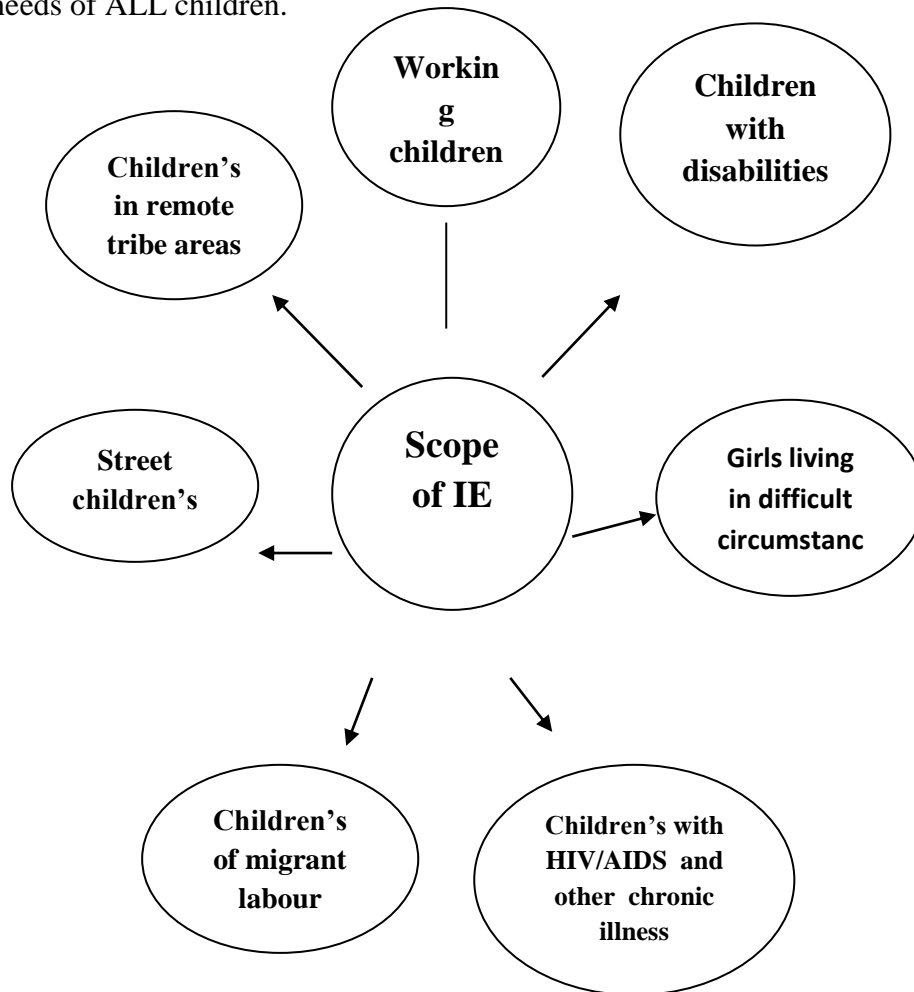 needs of ALL children.
Workin
g
children
Children
with
disabilities
Children's
in remote
tribe areas
Scope
of IE
Street
children's
Girls living
in difficult
circumstanc
Children's
of migrant
labour
Children's with
HIV/AIDS and
other chronic
illness